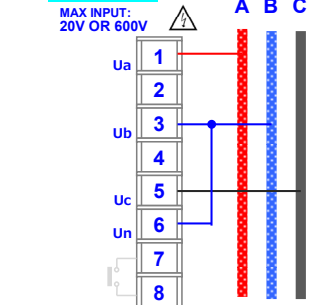 MAX INPUT:
20V OR 600V
A B C
Ua 1
2
Ub 3
4
Uc 5
Un 6
7
8